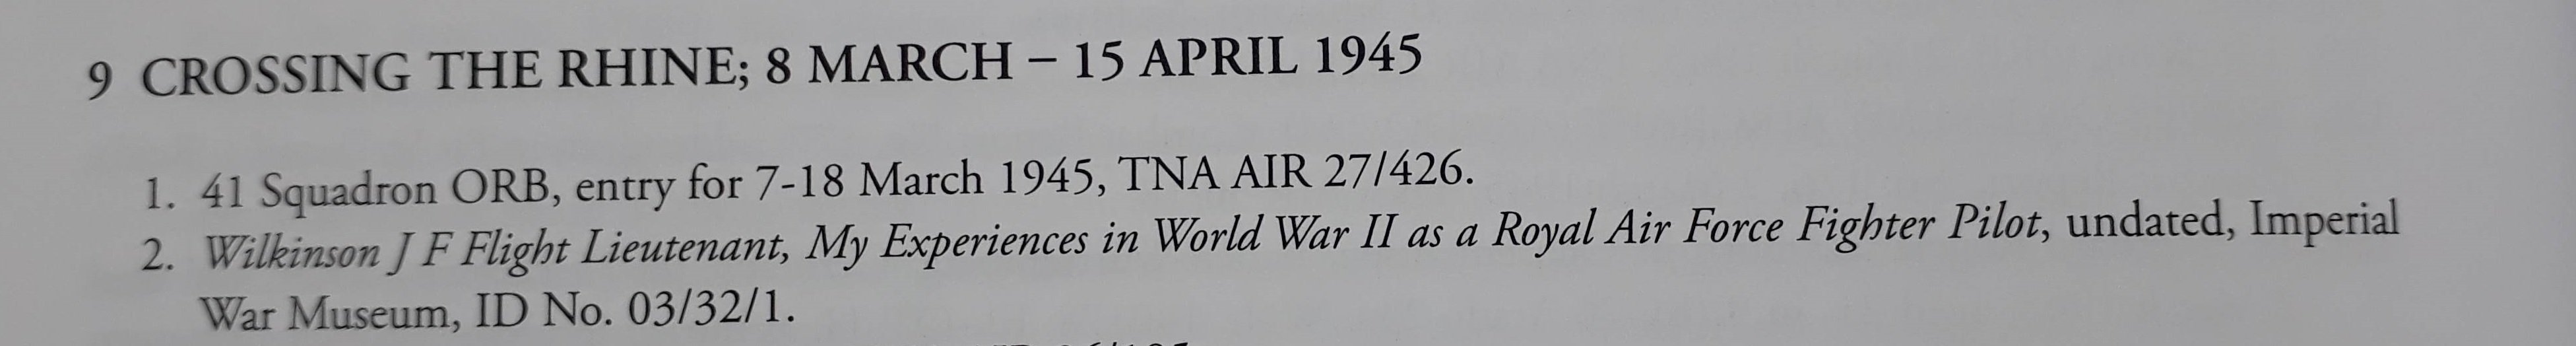 9 CROSSING THE RHINE; 8 MARCH – 15 APRIL 1945
1. 41 Squadron ORB, entry for 7-18 March 1945, TNA AIR 27/426.
2. Wilkinson J F Flight Lieutenant, My Experiences in World War II as a Royal Air Force Fighter Pilot, undated, Imperial
War Museum, ID No. 03/32/1.